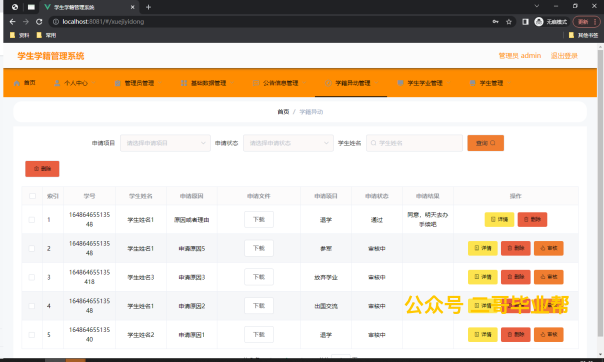 学生学籍管理系统
localhost:8081/#/xuejiyidong
无痕模式
更新
资料 常用 其他书签
学生学籍管理系统 管理员 admin 退出登录
首页 个人中心 管理员管理 基础数据管理 公告信息管理 学籍异动管理 学生学业管理 学生管理
首页 / 学籍异动
申请项目 请选择申请项目 申请状态 请选择申请状态 学生姓名 学生姓名 查询
删除
索引 学号 学生姓名 申请原因 申请文件 申请项目 申请状态 申请结果 操作
1 164864655135 48 学生姓名1 原因或者理由 下载 退学 通过 同意，明天去办 手续吧 详情 删除
2 164864655135 48 学生姓名1 申请原因5 下载 参军 审核中 详情 删除 审核
3 164864655135 418 学生姓名3 申请原因3 下载 放弃学业 审核中 详情 删除 审核
4 164864655135 48 学生姓名1 申请原因2 下载 出国交流 审核中 详情 删除 审核
公众号 二哥毕业帮
5 164864655135 40 学生姓名2 申请原因1 下载 退学 审核中 详情 删除 审核